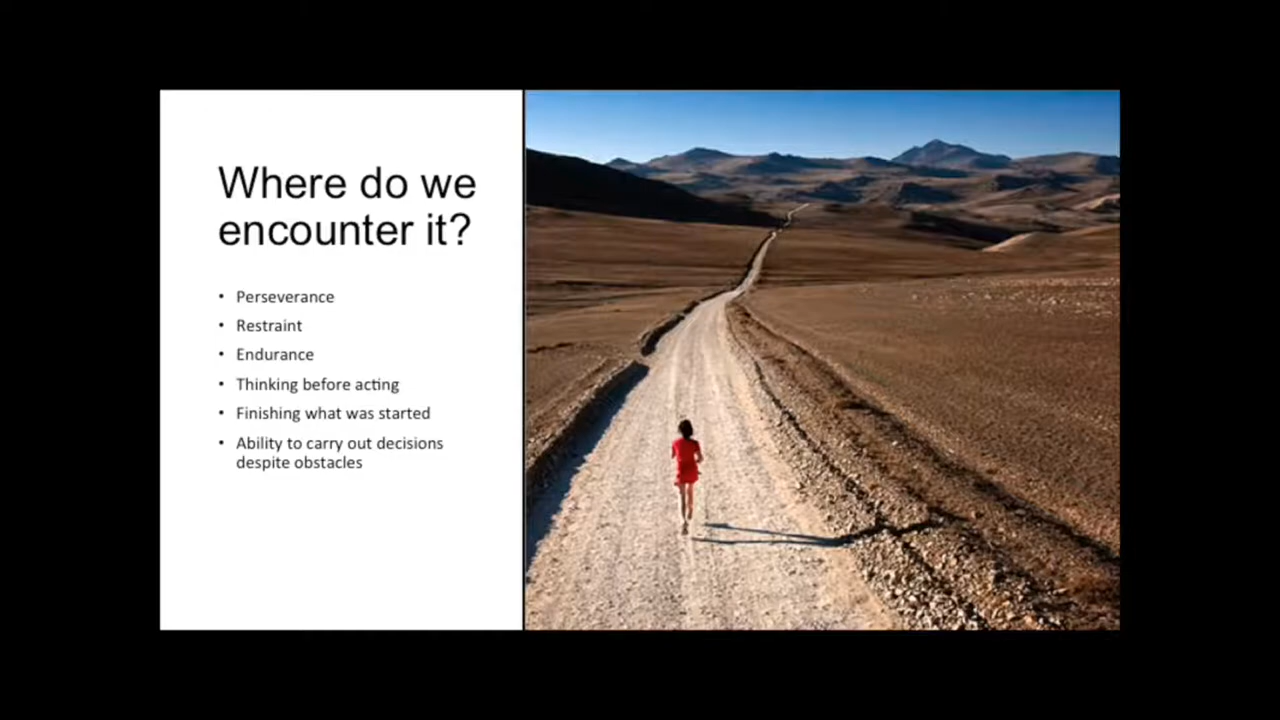 Where do we
encounter it?
• Perseverance
• Restraint
• Endurance
• Thinking before acting
• Finishing what was started
• Ability to carry out decisions
despite obstacles